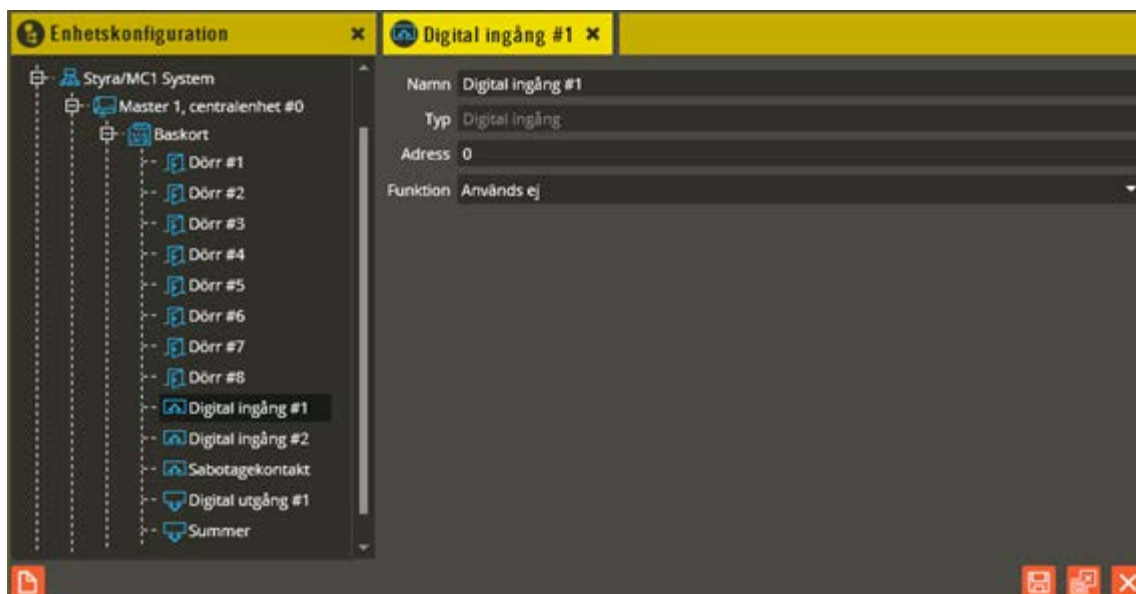 Enhetskonfiguration
Styra/MC1 System
Master 1, centralenhet #0
Baskort
Dörr #1
Dörr #2
Dörr #3
Dörr #4
Dörr #5
Dörr #6
Dörr #7
Dörr #8
Digital ingång #1
Digital ingång #2
Sabotagekontakt
Digital utgång #1
Summer
Digital ingång #1
Namn Digital ingång #1
Typ Digital ingång
Adress 0
Funktion Används ej